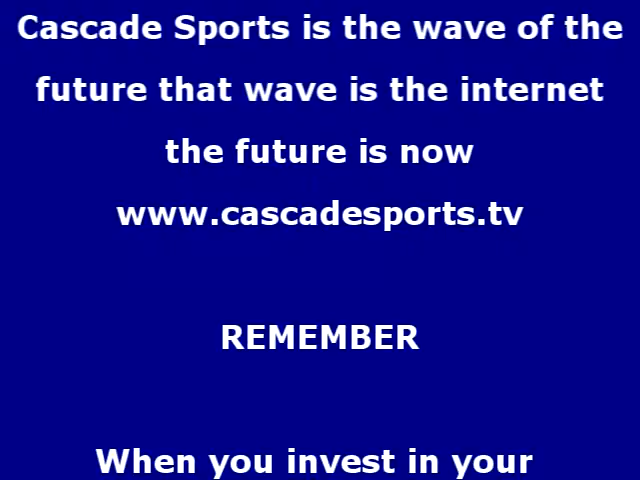 Cascade Sports is the wave of the
future that wave is the internet
the future is now
www.cascadesports.tv
REMEMBER
When you invest in your